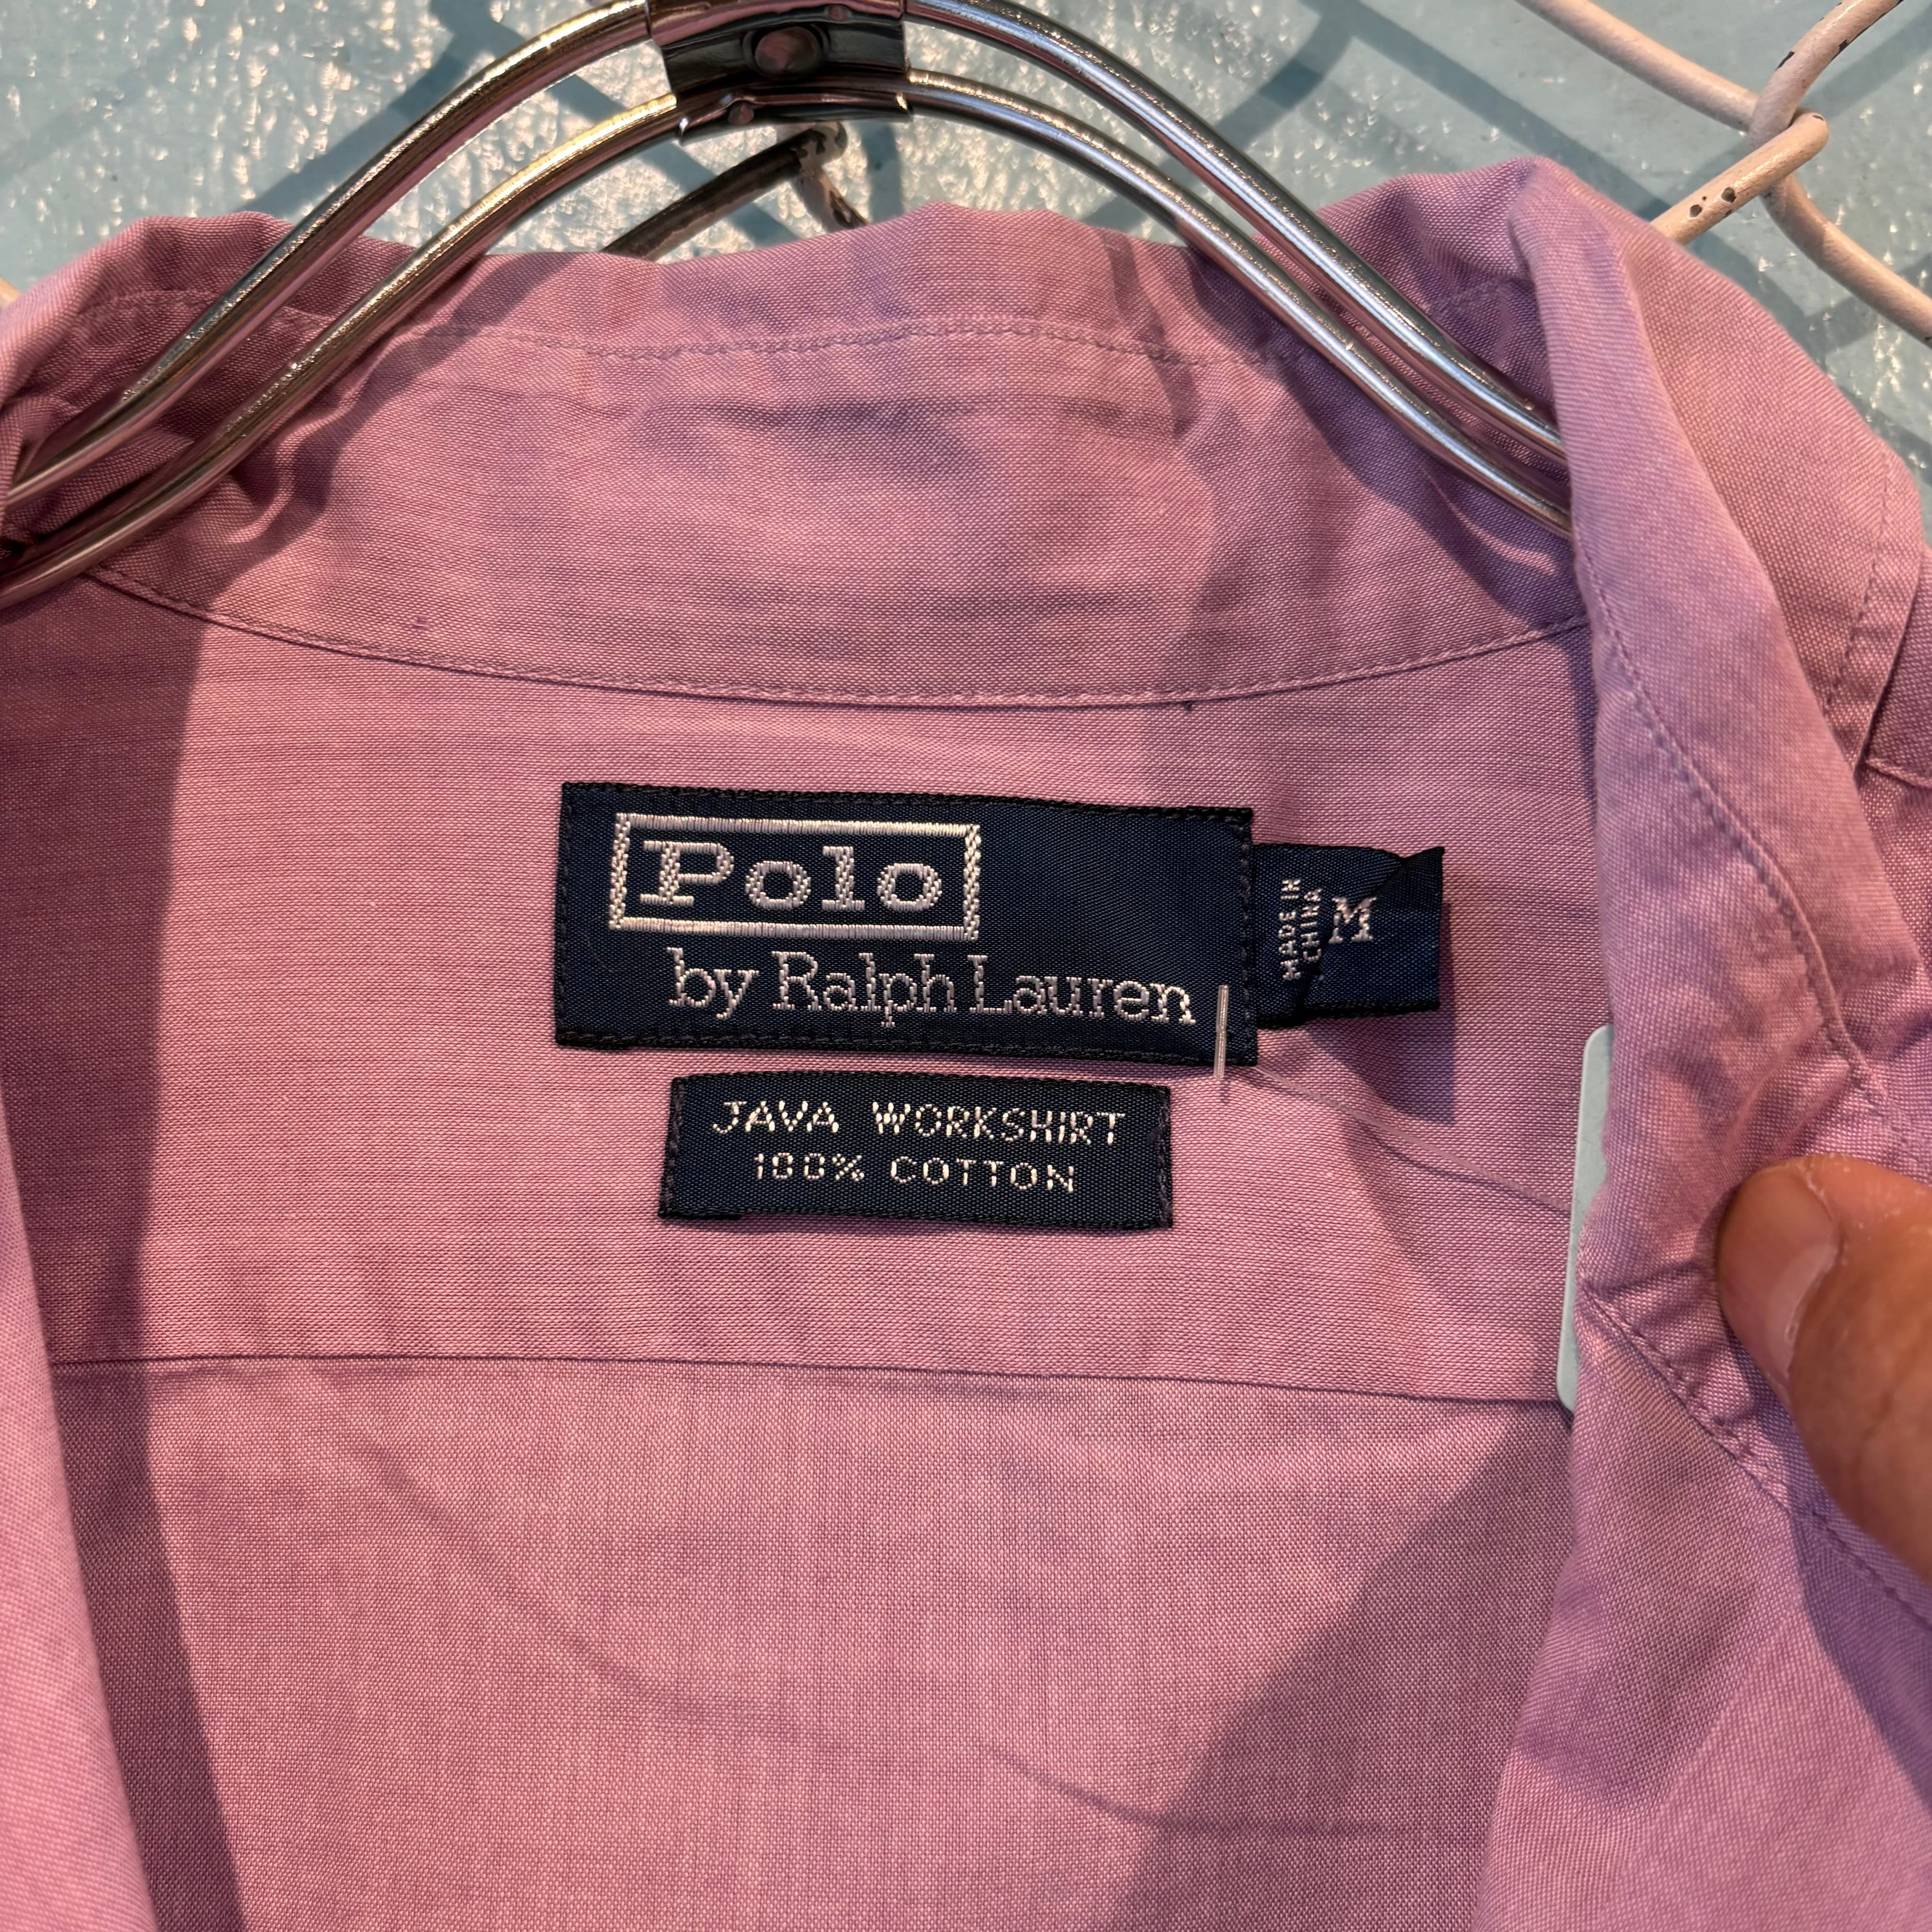 Polo
by Ralph Lauren
MADE IN
CHINA
M
JAVA WORKSHIRT
100% COTTON